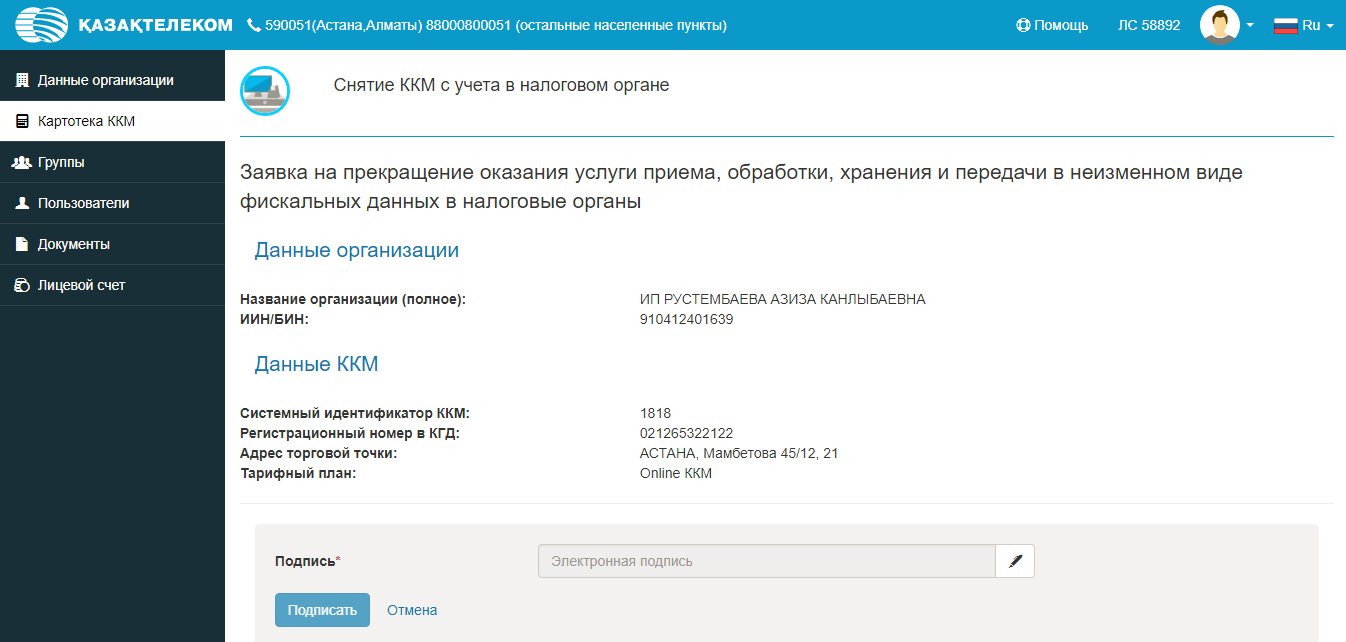 ҚАЗАҚТЕЛЕКОМ 590051(Астана,Алматы) 88000800051 (остальные населенные пункты) Помощь ЛС 58892 Ru
Данные организации
Картотека ККМ
Группы
Пользователи
Документы
Лицевой счет
Снятие ККМ с учета в налоговом органе
Заявка на прекращение оказания услуги приема, обработки, хранения и передачи в неизменном виде
фискальных данных в налоговые органы
Данные организации
Название организации (полное): ИП РУСТЕМБАЕВА АЗИЗА КАНЛЫБАЕВНА
ИИН/БИН: 910412401639
Данные ККМ
Системный идентификатор ККМ: 1818
Регистрационный номер в КГД: 021265322122
Адрес торговой точки: АСТАНА, Мамбетова 45/12, 21
Тарифный план: Online ККМ
Подпись* Электронная подпись
Подписать Отмена